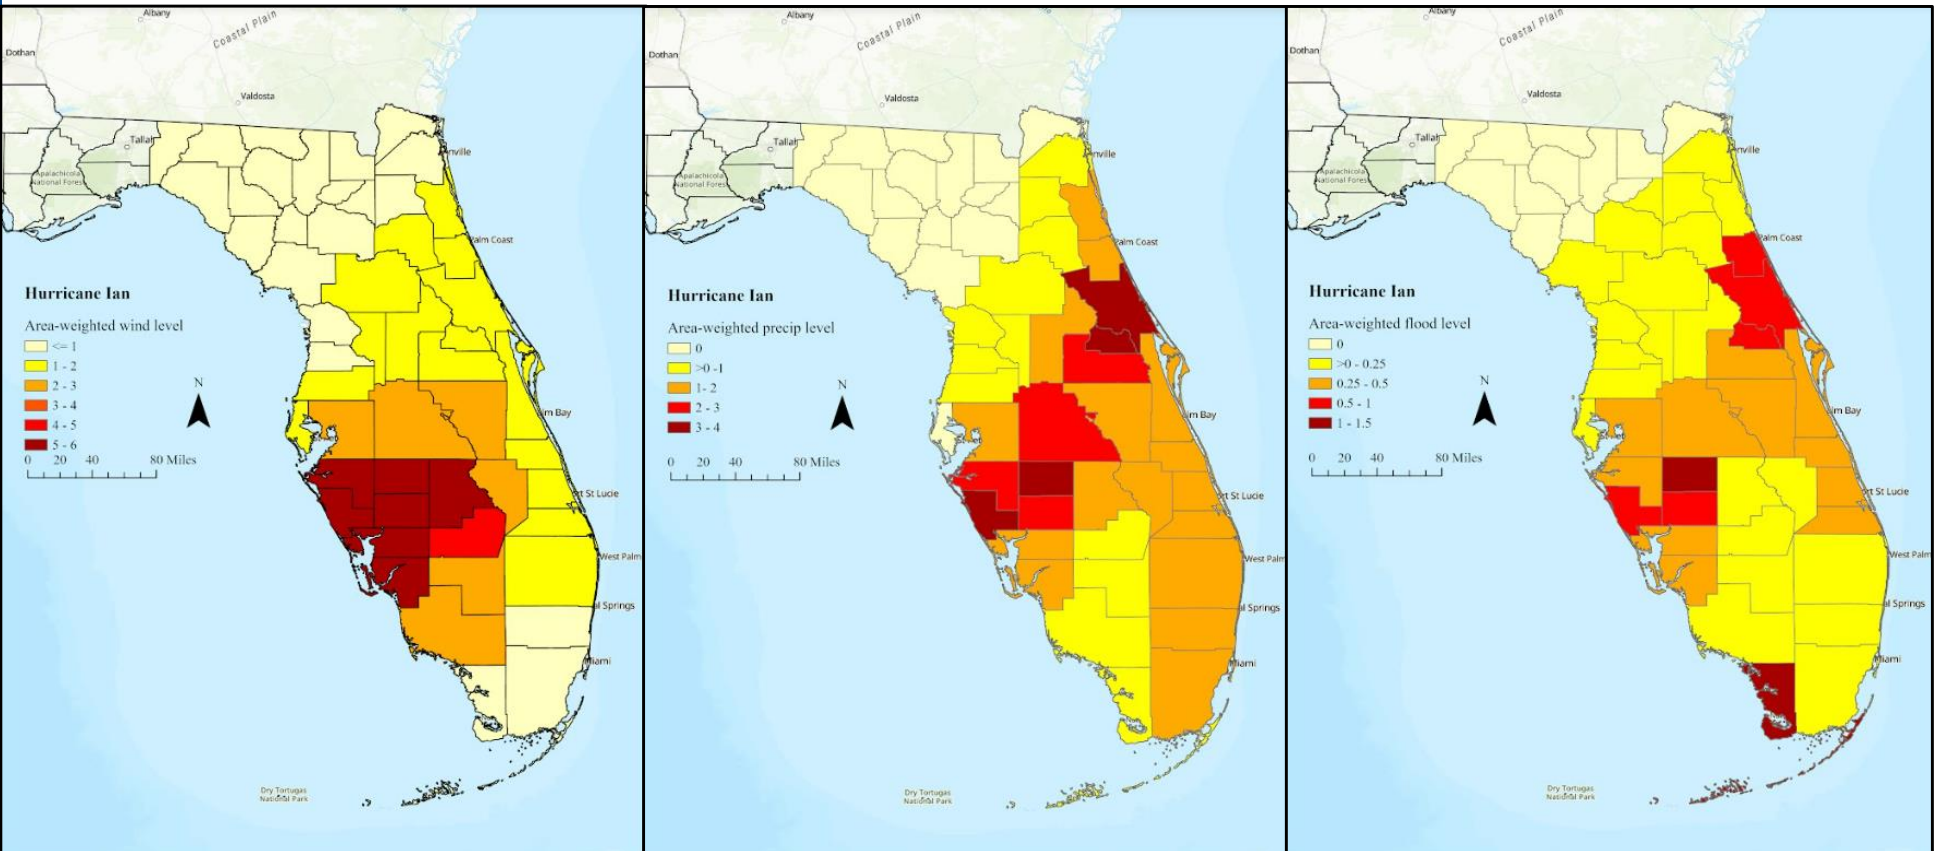 Albany
Coastal Plain
Dothan
Valdosta
Tallah
Apalachicola
National Forest
nville
Palm Coast
Hurricane Ian
Area-weighted wind level
<= 1
1 - 2
2 - 3
3 - 4
4 - 5
5 - 6
0 20 40 80 Miles
N
lm Bay
rt St Lucie
West Palm
al Springs
Miami
Dry Tortugas
National Park
Albany
Coastal Plain
Dothan
Valdosta
Tallah
Apalachicola
National Forest
nville
Palm Coast
Hurricane Ian
Area-weighted precip level
0
>0 -1
1- 2
2 - 3
3 - 4
0 20 40 80 Miles
N
lm Bay
rt St Lucie
West Palm
al Springs
Miami
Dry Tortugas
National Park
Albany
Coastal Plain
Dothan
Valdosta
Tallah
Apalachicola
National Forest
nville
Palm Coast
Hurricane Ian
Area-weighted flood level
0
>0 - 0.25
0.25 - 0.5
0.5 - 1
1 - 1.5
0 20 40 80 Miles
N
lm Bay
rt St Lucie
West Palm
al Springs
Miami
Dry Tortugas
National Park